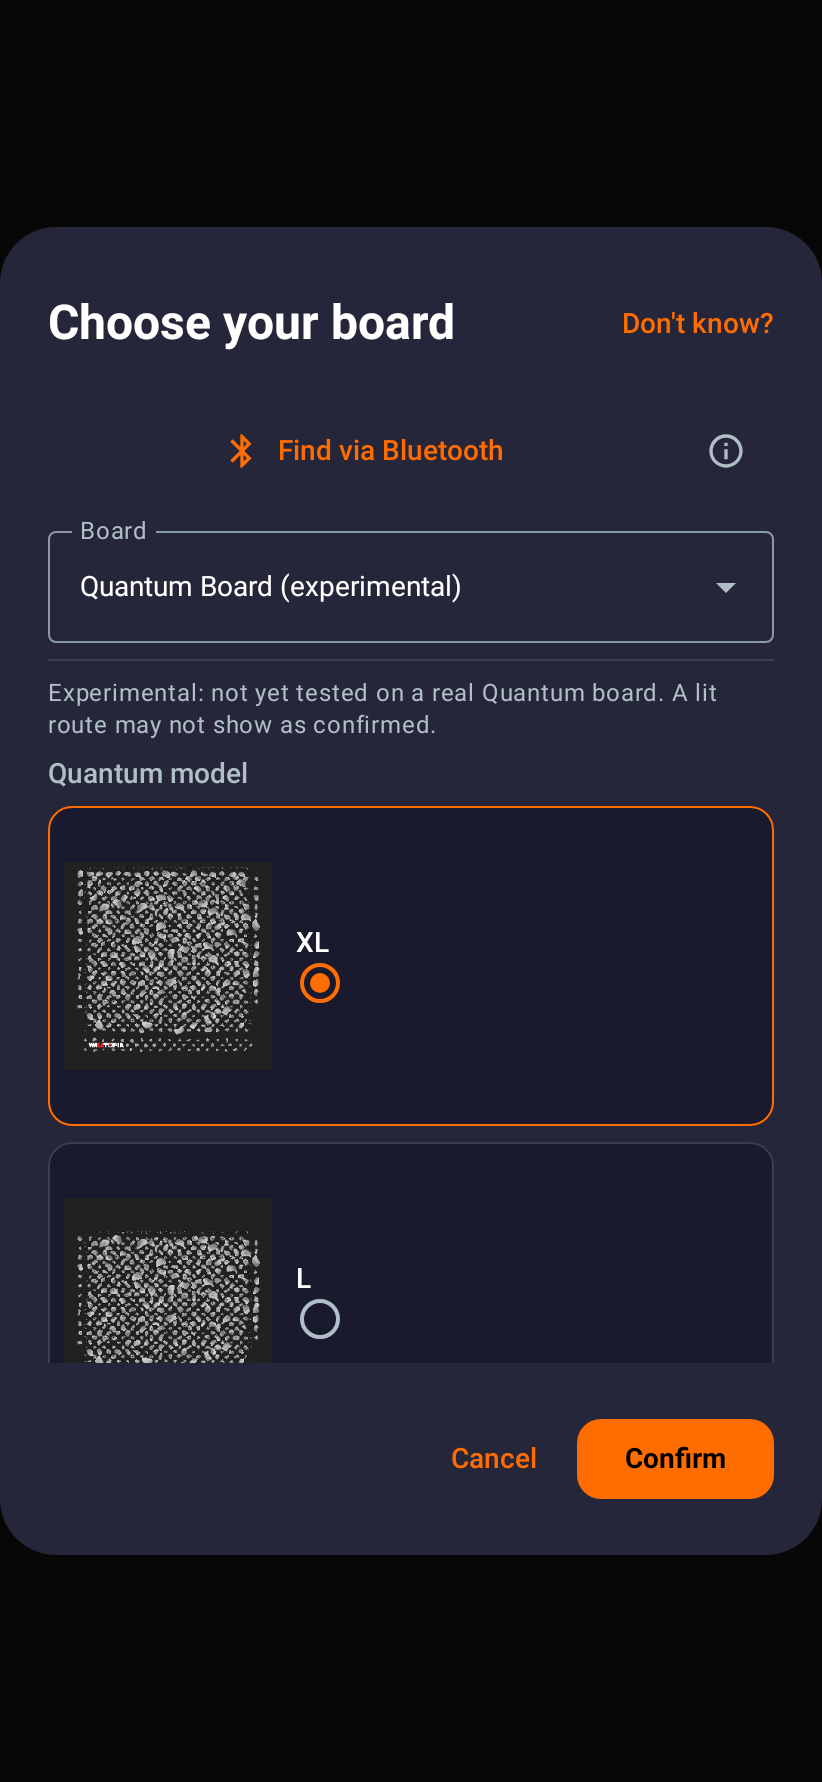 Choose your board
Don't know?
Find via Bluetooth
Board
Quantum Board (experimental)
Experimental: not yet tested on a real Quantum board. A lit
route may not show as confirmed.
Quantum model
XL
WALLTOPIA
L
Cancel
Confirm